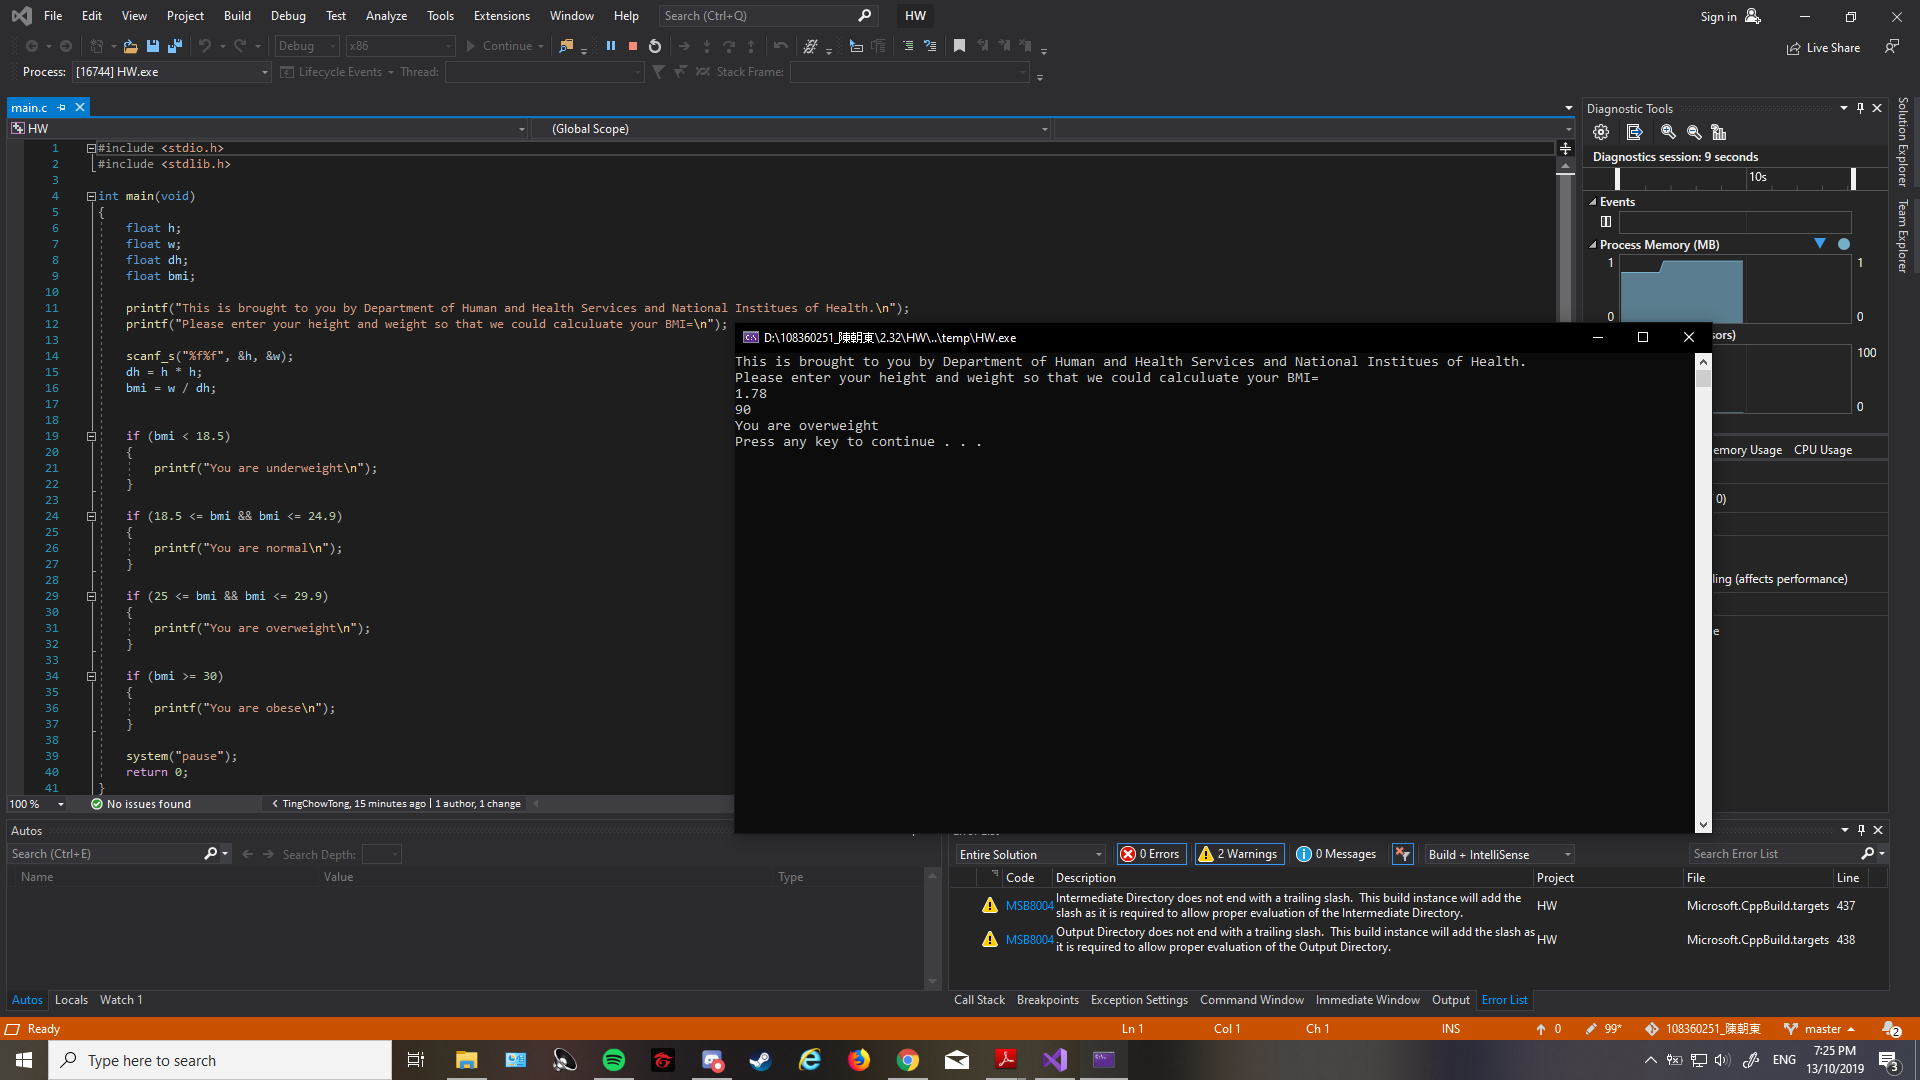 File Edit View Project Build Debug Test Analyze Tools Extensions Window Help Search (Ctrl+Q) HW Sign in
Debug x86 Continue Live Share
Process: [16744] HW.exe Lifecycle Events Thread: Stack Frame:
main.c
HW (Global Scope)
1 #include <stdio.h>
2 #include <stdlib.h>
3
4 int main(void)
5 {
6 float h;
7 float w;
8 float dh;
9 float bmi;
10
11 printf("This is brought to you by Department of Human and Health Services and National Institues of Health.\n");
12 printf("Please enter your height and weight so that we could calculuate your BMI=\n");
13
14 scanf_s("%f%f", &h, &w);
15 dh = h * h;
16 bmi = w / dh;
17
18
19 if (bmi < 18.5)
20 {
21 printf("You are underweight\n");
22 }
23
24 if (18.5 <= bmi && bmi <= 24.9)
25 {
26 printf("You are normal\n");
27 }
28
29 if (25 <= bmi && bmi <= 29.9)
30 {
31 printf("You are overweight\n");
32 }
33
34 if (bmi >= 30)
35 {
36 printf("You are obese\n");
37 }
38
39 system("pause");
40 return 0;
41 }
100 % No issues found TingChowTong, 15 minutes ago | 1 author, 1 change
D:\108360251_陳朝東\2.32\HW\..\temp\HW.exe
This is brought to you by Department of Human and Health Services and National Institues of Health.
Please enter your height and weight so that we could calculuate your BMI=
1.78
90
You are overweight
Press any key to continue . . .
Diagnostic Tools
Diagnostics session: 9 seconds
10s
Events
Process Memory (MB)
1 1
0 0
sors)
100
0
emory Usage CPU Usage
0)
ling (affects performance)
e
Solution Explorer
Team Explorer
Autos
Search (Ctrl+E) Search Depth:
Name Value Type
Autos Locals Watch 1
Error List
Entire Solution 0 Errors 2 Warnings 0 Messages Build + IntelliSense Search Error List
Code Description Project File Line
MSB8004 Intermediate Directory does not end with a trailing slash. This build instance will add the slash as it is required to allow proper evaluation of the Intermediate Directory. HW Microsoft.CppBuild.targets 437
MSB8004 Output Directory does not end with a trailing slash. This build instance will add the slash as it is required to allow proper evaluation of the Output Directory. HW Microsoft.CppBuild.targets 438
Call Stack Breakpoints Exception Settings Command Window Immediate Window Output Error List
Ready Ln 1 Col 1 Ch 1 INS 0 99* 108360251_陳朝東 master 2
Type here to search ENG 7:25 PM
13/10/2019 3